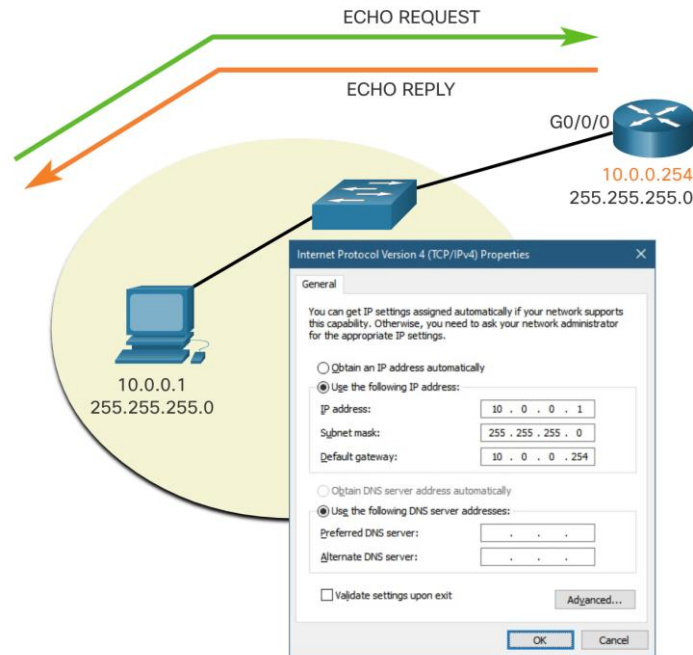 ECHO REQUEST
ECHO REPLY
G0/0/0
10.0.0.254
255.255.255.0
10.0.0.1
255.255.255.0
Internet Protocol Version 4 (TCP/IPv4) Properties
General
You can get IP settings assigned automatically if your network supports
this capability. Otherwise, you need to ask your network administrator
for the appropriate IP settings.
Obtain an IP address automatically
Use the following IP address:
IP address: 10 . 0 . 0 . 1
Subnet mask: 255 . 255 . 255 . 0
Default gateway: 10 . 0 . 0 . 254
Obtain DNS server address automatically
Use the following DNS server addresses:
Preferred DNS server: . . .
Alternate DNS server: . . .
Validate settings upon exit
Advanced...
OK Cancel